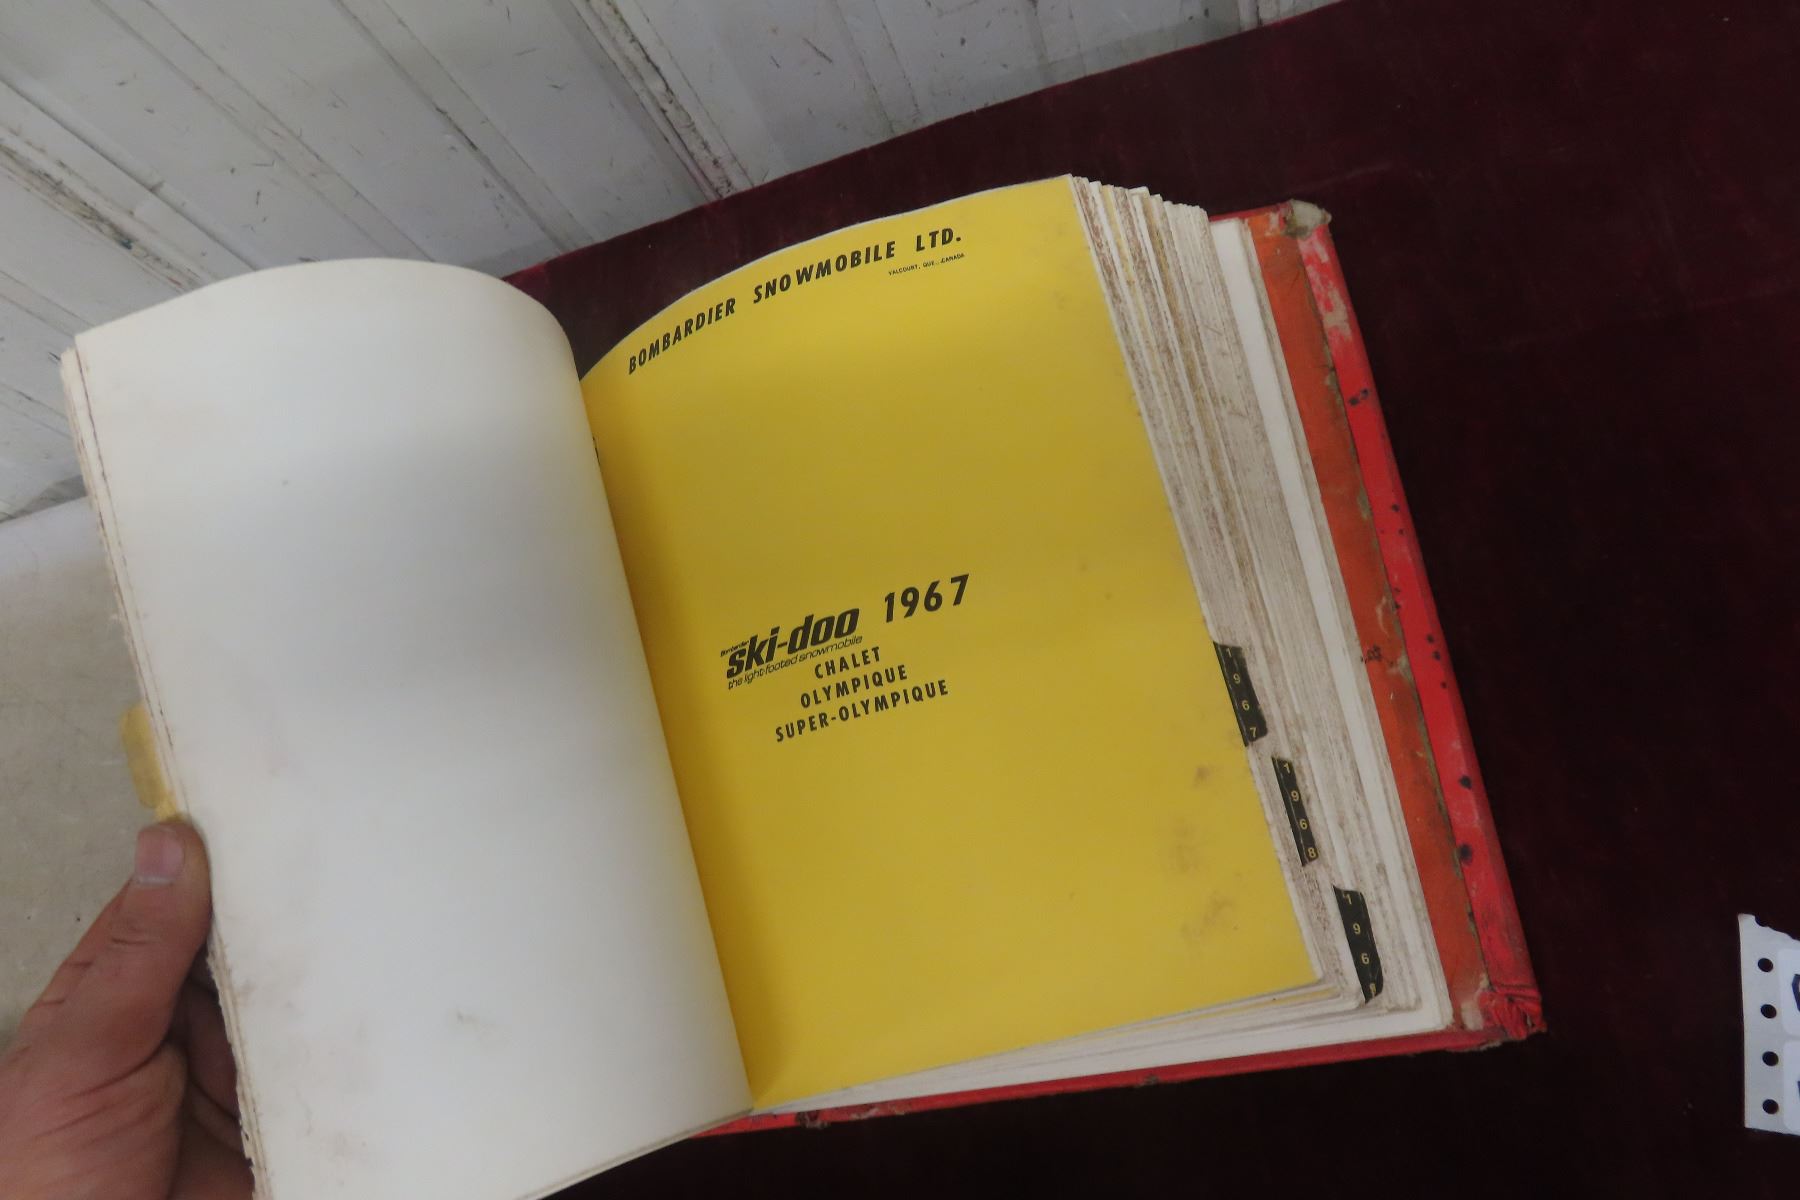 BOMBARDIER SNOWMOBILE LTD.
VALCOURT, QUE., CANADA
Bombardier
ski-doo 1967
the light-footed snowmobile
CHALET
OLYMPIQUE
SUPER-OLYMPIQUE
1967
1968
196